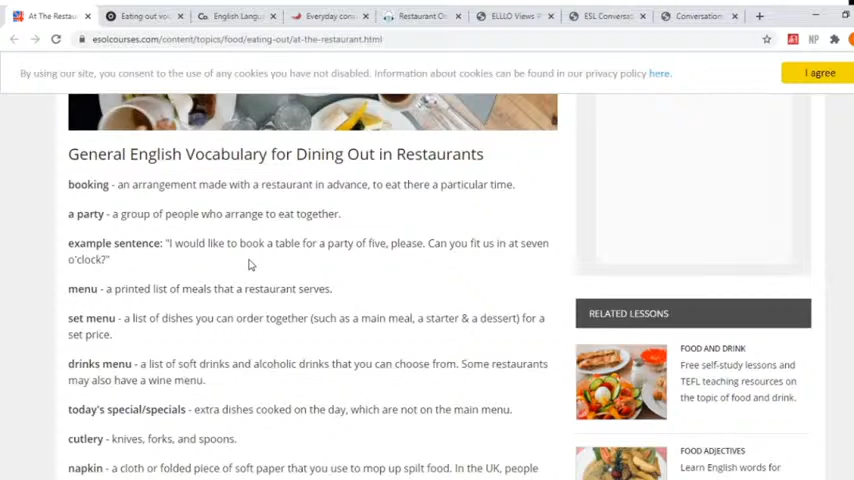 At The Restau
Eating out voc
English Langu
Everyday con
Restaurant O
ELLLO Views P
ESL Conversat
Conversation
esolcourses.com/content/topics/food/eating-out/at-the-restaurant.html
NP
By using our site, you consent to the use of any cookies you have not disabled. Information about cookies can be found in our privacy policy here.
I agree
General English Vocabulary for Dining Out in Restaurants
booking - an arrangement made with a restaurant in advance, to eat there a particular time.
a party - a group of people who arrange to eat together.
example sentence: "I would like to book a table for a party of five, please. Can you fit us in at seven
o'clock?"
menu - a printed list of meals that a restaurant serves.
set menu - a list of dishes you can order together (such as a main meal, a starter & a dessert) for a
set price.
drinks menu - a list of soft drinks and alcoholic drinks that you can choose from. Some restaurants
may also have a wine menu.
today's special/specials - extra dishes cooked on the day, which are not on the main menu.
cutlery - knives, forks, and spoons.
napkin - a cloth or folded piece of soft paper that you use to mop up spilt food. In the UK, people
RELATED LESSONS
FOOD AND DRINK
Free self-study lessons and
TEFL teaching resources on
the topic of food and drink.
FOOD ADJECTIVES
Learn English words for